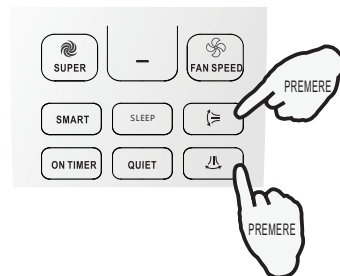 SUPER
–
FAN SPEED
PREMERE
SMART
SLEEP
ON TIMER
QUIET
PREMERE